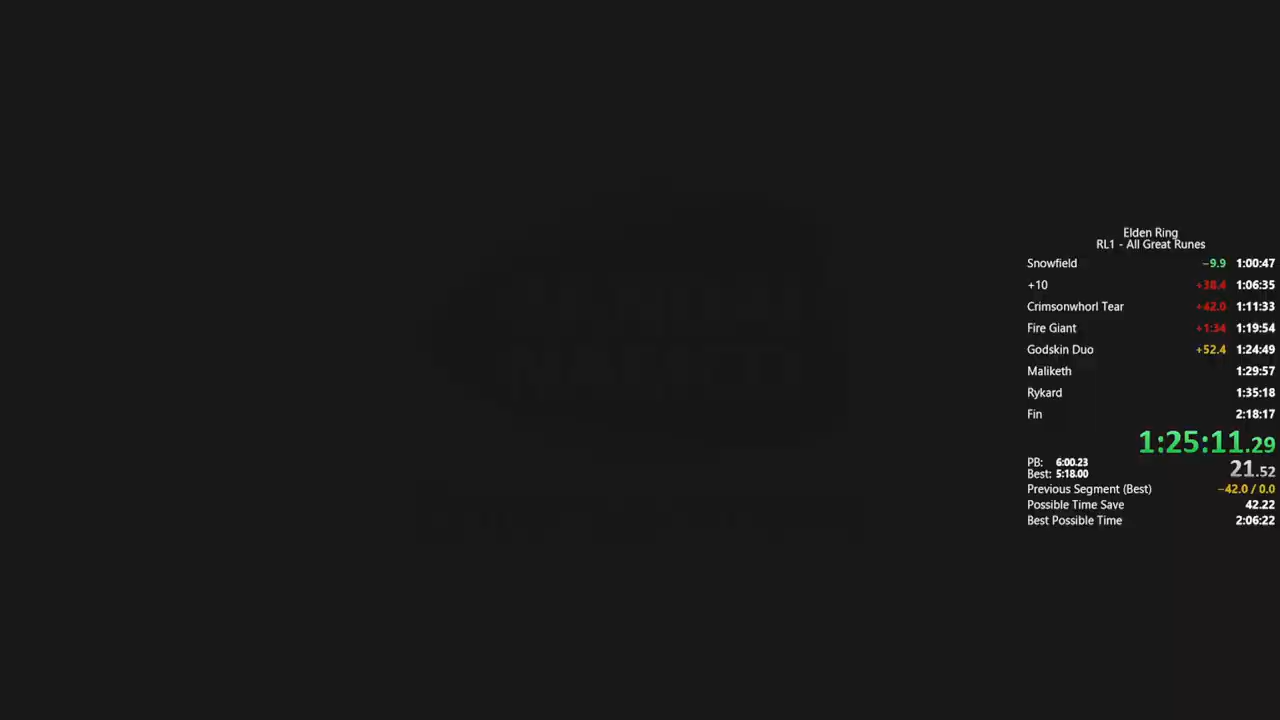 Elden Ring
RL1 - All Great Runes
Snowfield −9.9 1:00:47
+10 +38.4 1:06:35
Crimsonwhorl Tear +42.0 1:11:33
Fire Giant +1:34 1:19:54
Godskin Duo +52.4 1:24:49
Maliketh 1:29:57
Rykard 1:35:18
Fin 2:18:17
1:25:11.29
PB: 6:00.23
Best: 5:18.00
21.52
Previous Segment (Best) −42.0 / 0.0
Possible Time Save 42.22
Best Possible Time 2:06:22